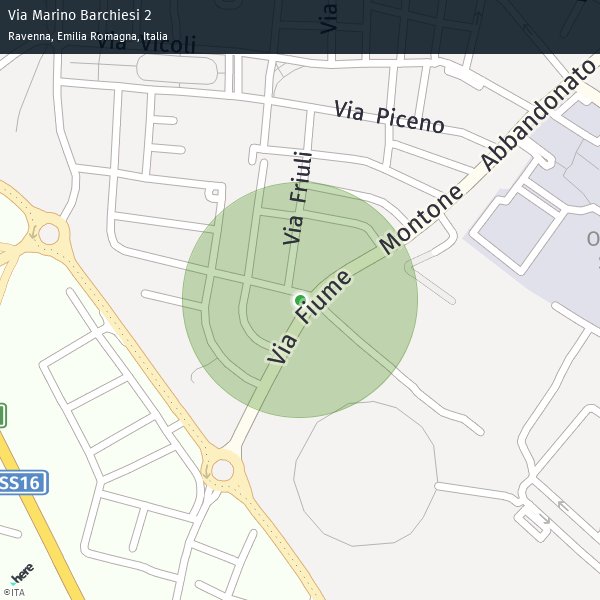 Via Marino Barchiesi 2
Ravenna, Emilia Romagna, Italia
Via Vicoli
Via
Via Piceno
Via Friuli
Via Fiume Montone Abbandonato
O
S
SS16
here
©ITA